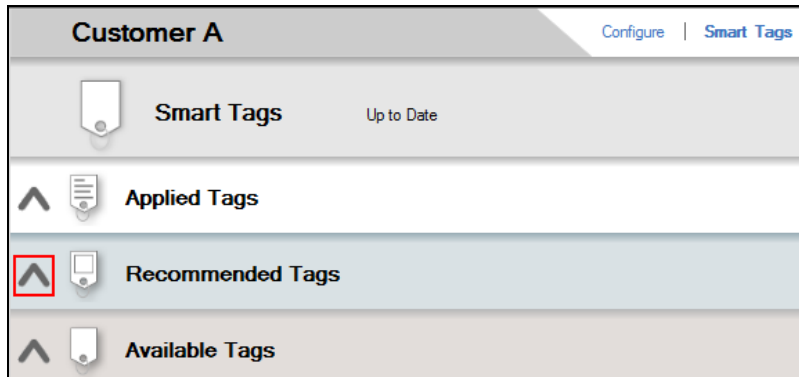 Customer A
Configure | Smart Tags
Smart Tags Up to Date
Applied Tags
Recommended Tags
Available Tags